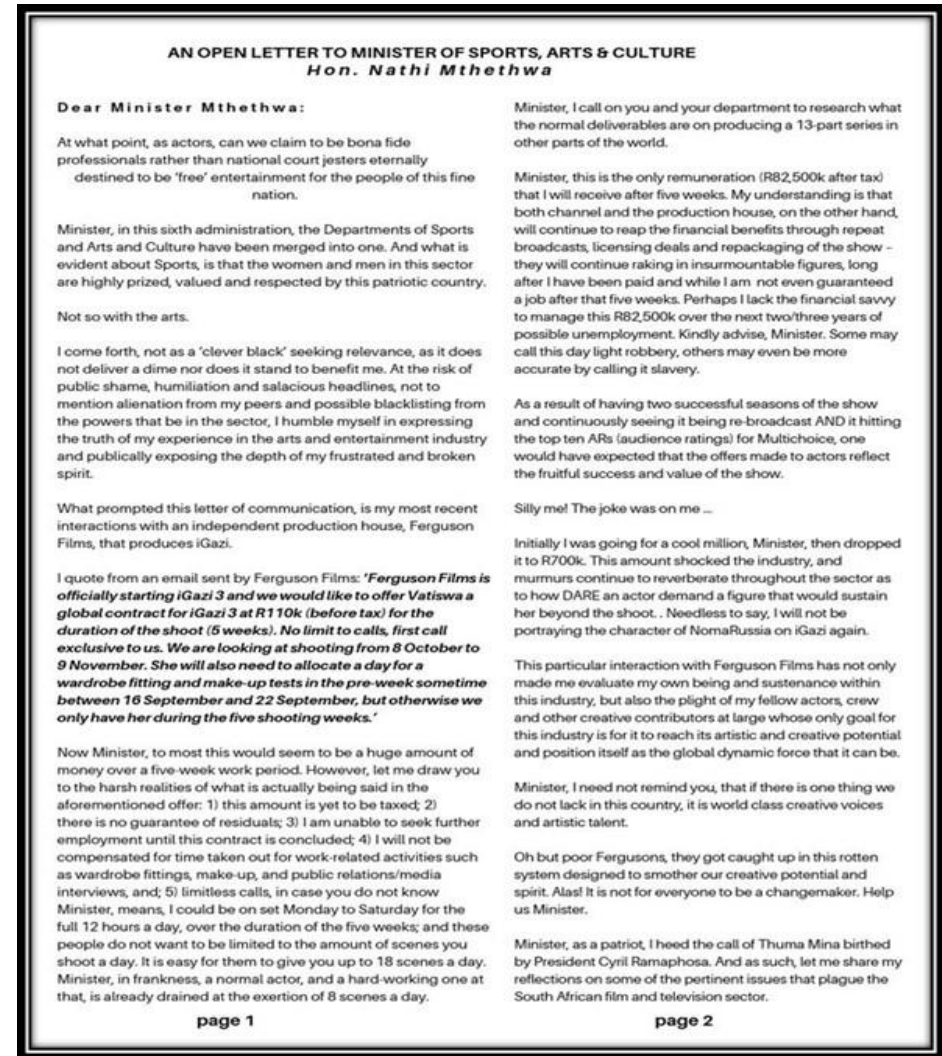 AN OPEN LETTER TO MINISTER OF SPORTS, ARTS & CULTURE
Hon. Nathi Mthethwa
Dear Minister Mthethwa:
At what point, as actors, can we claim to be bona fide
professionals rather than national court jesters eternally
destined to be 'free' entertainment for the people of this fine
nation.
Minister, in this sixth administration, the Departments of Sports
and Arts and Culture have been merged into one. And what is
evident about Sports, is that the women and men in this sector
are highly prized, valued and respected by this patriotic country.
Not so with the arts.
I come forth, not as a 'clever black' seeking relevance, as it does
not deliver a dime nor does it stand to benefit me. At the risk of
public shame, humiliation and salacious headlines, not to
mention alienation from my peers and possible blacklisting from
the powers that be in the sector, I humble myself in expressing
the truth of my experience in the arts and entertainment industry
and publically exposing the depth of my frustrated and broken
spirit.
What prompted this letter of communication, is my most recent
interactions with an independent production house, Ferguson
Films, that produces iGazi.
I quote from an email sent by Ferguson Films: 'Ferguson Films is
officially starting iGazi 3 and we would like to offer Vatiswa a
global contract for iGazi 3 at R110k (before tax) for the
duration of the shoot (5 weeks). No limit to calls, first call
exclusive to us. We are looking at shooting from 8 October to
9 November. She will also need to allocate a day for a
wardrobe fitting and make-up tests in the pre-week sometime
between 16 September and 22 September, but otherwise we
only have her during the five shooting weeks.'
Now Minister, to most this would seem to be a huge amount of
money over a five-week work period. However, let me draw you
to the harsh realities of what is actually being said in the
aforementioned offer: 1) this amount is yet to be taxed; 2)
there is no guarantee of residuals; 3) I am unable to seek further
employment until this contract is concluded; 4) I will not be
compensated for time taken out for work-related activities such
as wardrobe fittings, make-up, and public relations/media
interviews, and; 5) limitless calls, in case you do not know
Minister, means, I could be on set Monday to Saturday for the
full 12 hours a day, over the duration of the five weeks; and these
people do not want to be limited to the amount of scenes you
shoot a day. It is easy for them to give you up to 18 scenes a day.
Minister, in frankness, a normal actor, and a hard-working one at
that, is already drained at the exertion of 8 scenes a day.
page 1
Minister, I call on you and your department to research what
the normal deliverables are on producing a 13-part series in
other parts of the world.
Minister, this is the only remuneration (R82,500k after tax)
that I will receive after five weeks. My understanding is that
both channel and the production house, on the other hand,
will continue to reap the financial benefits through repeat
broadcasts, licensing deals and repackaging of the show –
they will continue raking in insurmountable figures, long
after I have been paid and while I am not even guaranteed
a job after that five weeks. Perhaps I lack the financial savvy
to manage this R82,500k over the next two/three years of
possible unemployment. Kindly advise, Minister. Some may
call this day light robbery, others may even be more
accurate by calling it slavery.
As a result of having two successful seasons of the show
and continuously seeing it being re-broadcast AND it hitting
the top ten ARs (audience ratings) for Multichoice, one
would have expected that the offers made to actors reflect
the fruitful success and value of the show.
Silly me! The joke was on me ...
Initially I was going for a cool million, Minister, then dropped
it to R700k. This amount shocked the industry, and
murmurs continue to reverberate throughout the sector as
to how DARE an actor demand a figure that would sustain
her beyond the shoot. . Needless to say, I will not be
portraying the character of NomaRussia on iGazi again.
This particular interaction with Ferguson Films has not only
made me evaluate my own being and sustenance within
this industry, but also the plight of my fellow actors, crew
and other creative contributors at large whose only goal for
this industry is for it to reach its artistic and creative potential
and position itself as the global dynamic force that it can be.
Minister, I need not remind you, that if there is one thing we
do not lack in this country, it is world class creative voices
and artistic talent.
Oh but poor Fergusons, they got caught up in this rotten
system designed to smother our creative potential and
spirit. Alas! It is not for everyone to be a changemaker. Help
us Minister.
Minister, as a patriot, I heed the call of Thuma Mina birthed
by President Cyril Ramaphosa. And as such, let me share my
reflections on some of the pertinent issues that plague the
South African film and television sector.
page 2